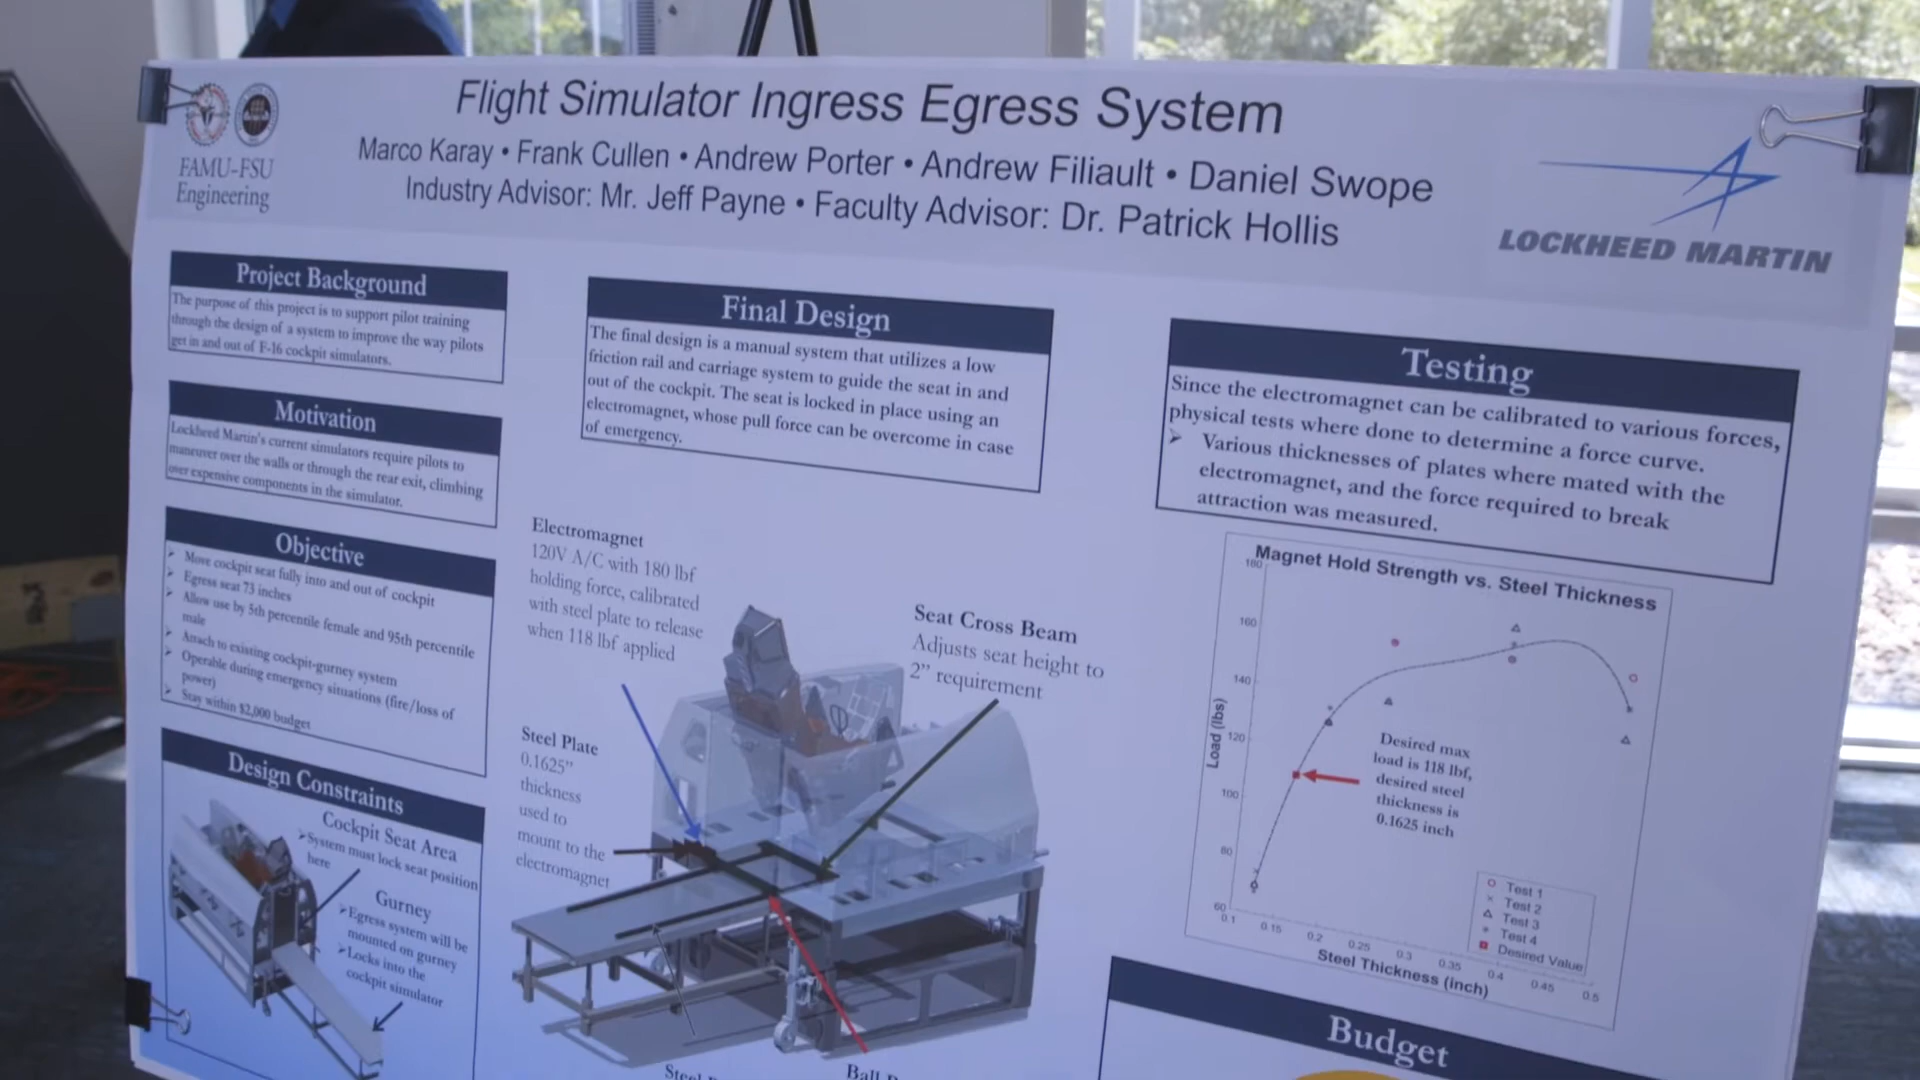 Flight Simulator Ingress Egress System
Marco Karay • Frank Cullen • Andrew Porter • Andrew Filiault • Daniel Swope
Industry Advisor: Mr. Jeff Payne • Faculty Advisor: Dr. Patrick Hollis
FAMU-FSU
Engineering
LOCKHEED MARTIN
Project Background
The purpose of this project is to support pilot training
through the design of a system to improve the way pilots
get in and out of F-16 cockpit simulators.
Motivation
Lockheed Martin's current simulators require pilots to
maneuver over the walls or through the rear exit, climbing
over expensive components in the simulator.
Objective
➢ Move cockpit seat fully into and out of cockpit
➢ Egress seat 73 inches
➢ Allow use by 5th percentile female and 95th percentile
male
➢ Attach to existing cockpit-gurney system
➢ Operable during emergency situations (fire/loss of
power)
➢ Stay within $2,000 budget
Design Constraints
Cockpit Seat Area
➢System must lock seat position
here
Gurney
➢Egress system will be
mounted on gurney
➢Locks into the
cockpit simulator
Final Design
The final design is a manual system that utilizes a low
friction rail and carriage system to guide the seat in and
out of the cockpit. The seat is locked in place using an
electromagnet, whose pull force can be overcome in case
of emergency.
Electromagnet
120V A/C with 180 lbf
holding force, calibrated
with steel plate to release
when 118 lbf applied
Seat Cross Beam
Adjusts seat height to
2” requirement
Steel Plate
0.1625”
thickness
used to
mount to the
electromagnet
Steel
Ball
Testing
Since the electromagnet can be calibrated to various forces,
physical tests where done to determine a force curve.
➢ Various thicknesses of plates where mated with the
electromagnet, and the force required to break
attraction was measured.
Magnet Hold Strength vs. Steel Thickness
180
160
140
120
100
80
60
Load (lbs)
Desired max
load is 118 lbf,
desired steel
thickness is
0.1625 inch
Test 1
Test 2
Test 3
Test 4
Desired Value
0.1 0.15 0.2 0.25 0.3 0.35 0.4 0.45 0.5
Steel Thickness (inch)
Budget